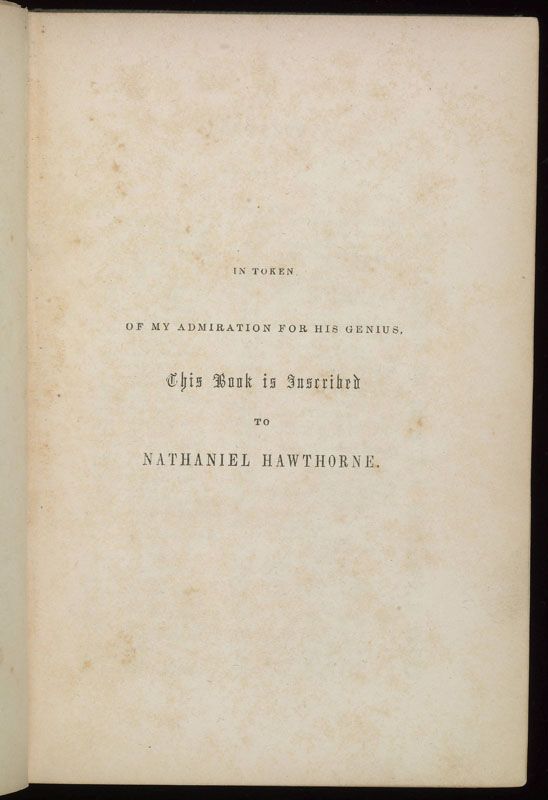 IN TOKEN
OF MY ADMIRATION FOR HIS GENIUS,
This Book is Inscribed
TO
NATHANIEL HAWTHORNE.